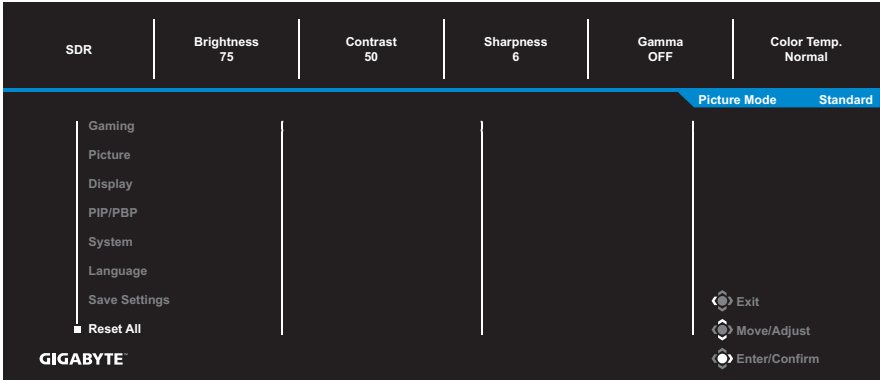 SDR
Brightness
75
Contrast
50
Sharpness
6
Gamma
OFF
Color Temp.
Normal
Picture Mode Standard
Gaming
Picture
Display
PIP/PBP
System
Language
Save Settings
Reset All
Exit
Move/Adjust
Enter/Confirm
GIGABYTE™